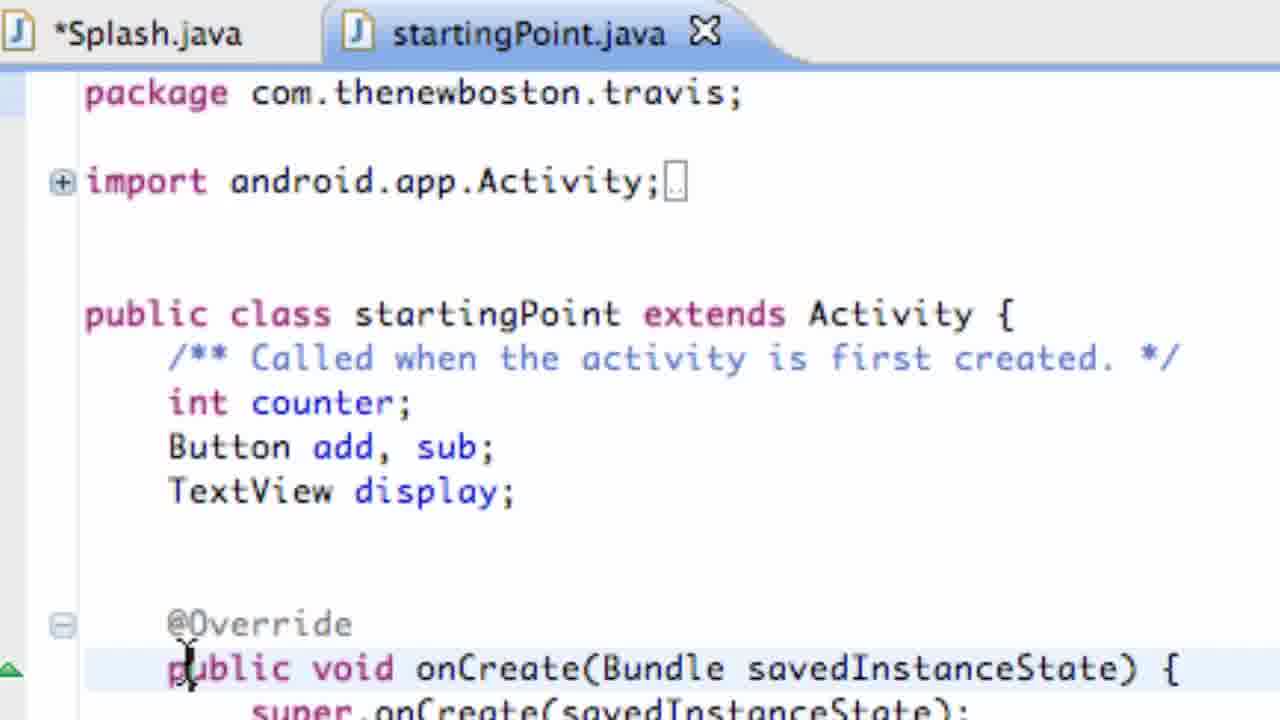 *Splash.java startingPoint.java
package com.thenewboston.travis;
import android.app.Activity;
public class startingPoint extends Activity {
/** Called when the activity is first created. */
int counter;
Button add, sub;
TextView display;
@Override
public void onCreate(Bundle savedInstanceState) {
super.onCreate(savedInstanceState);